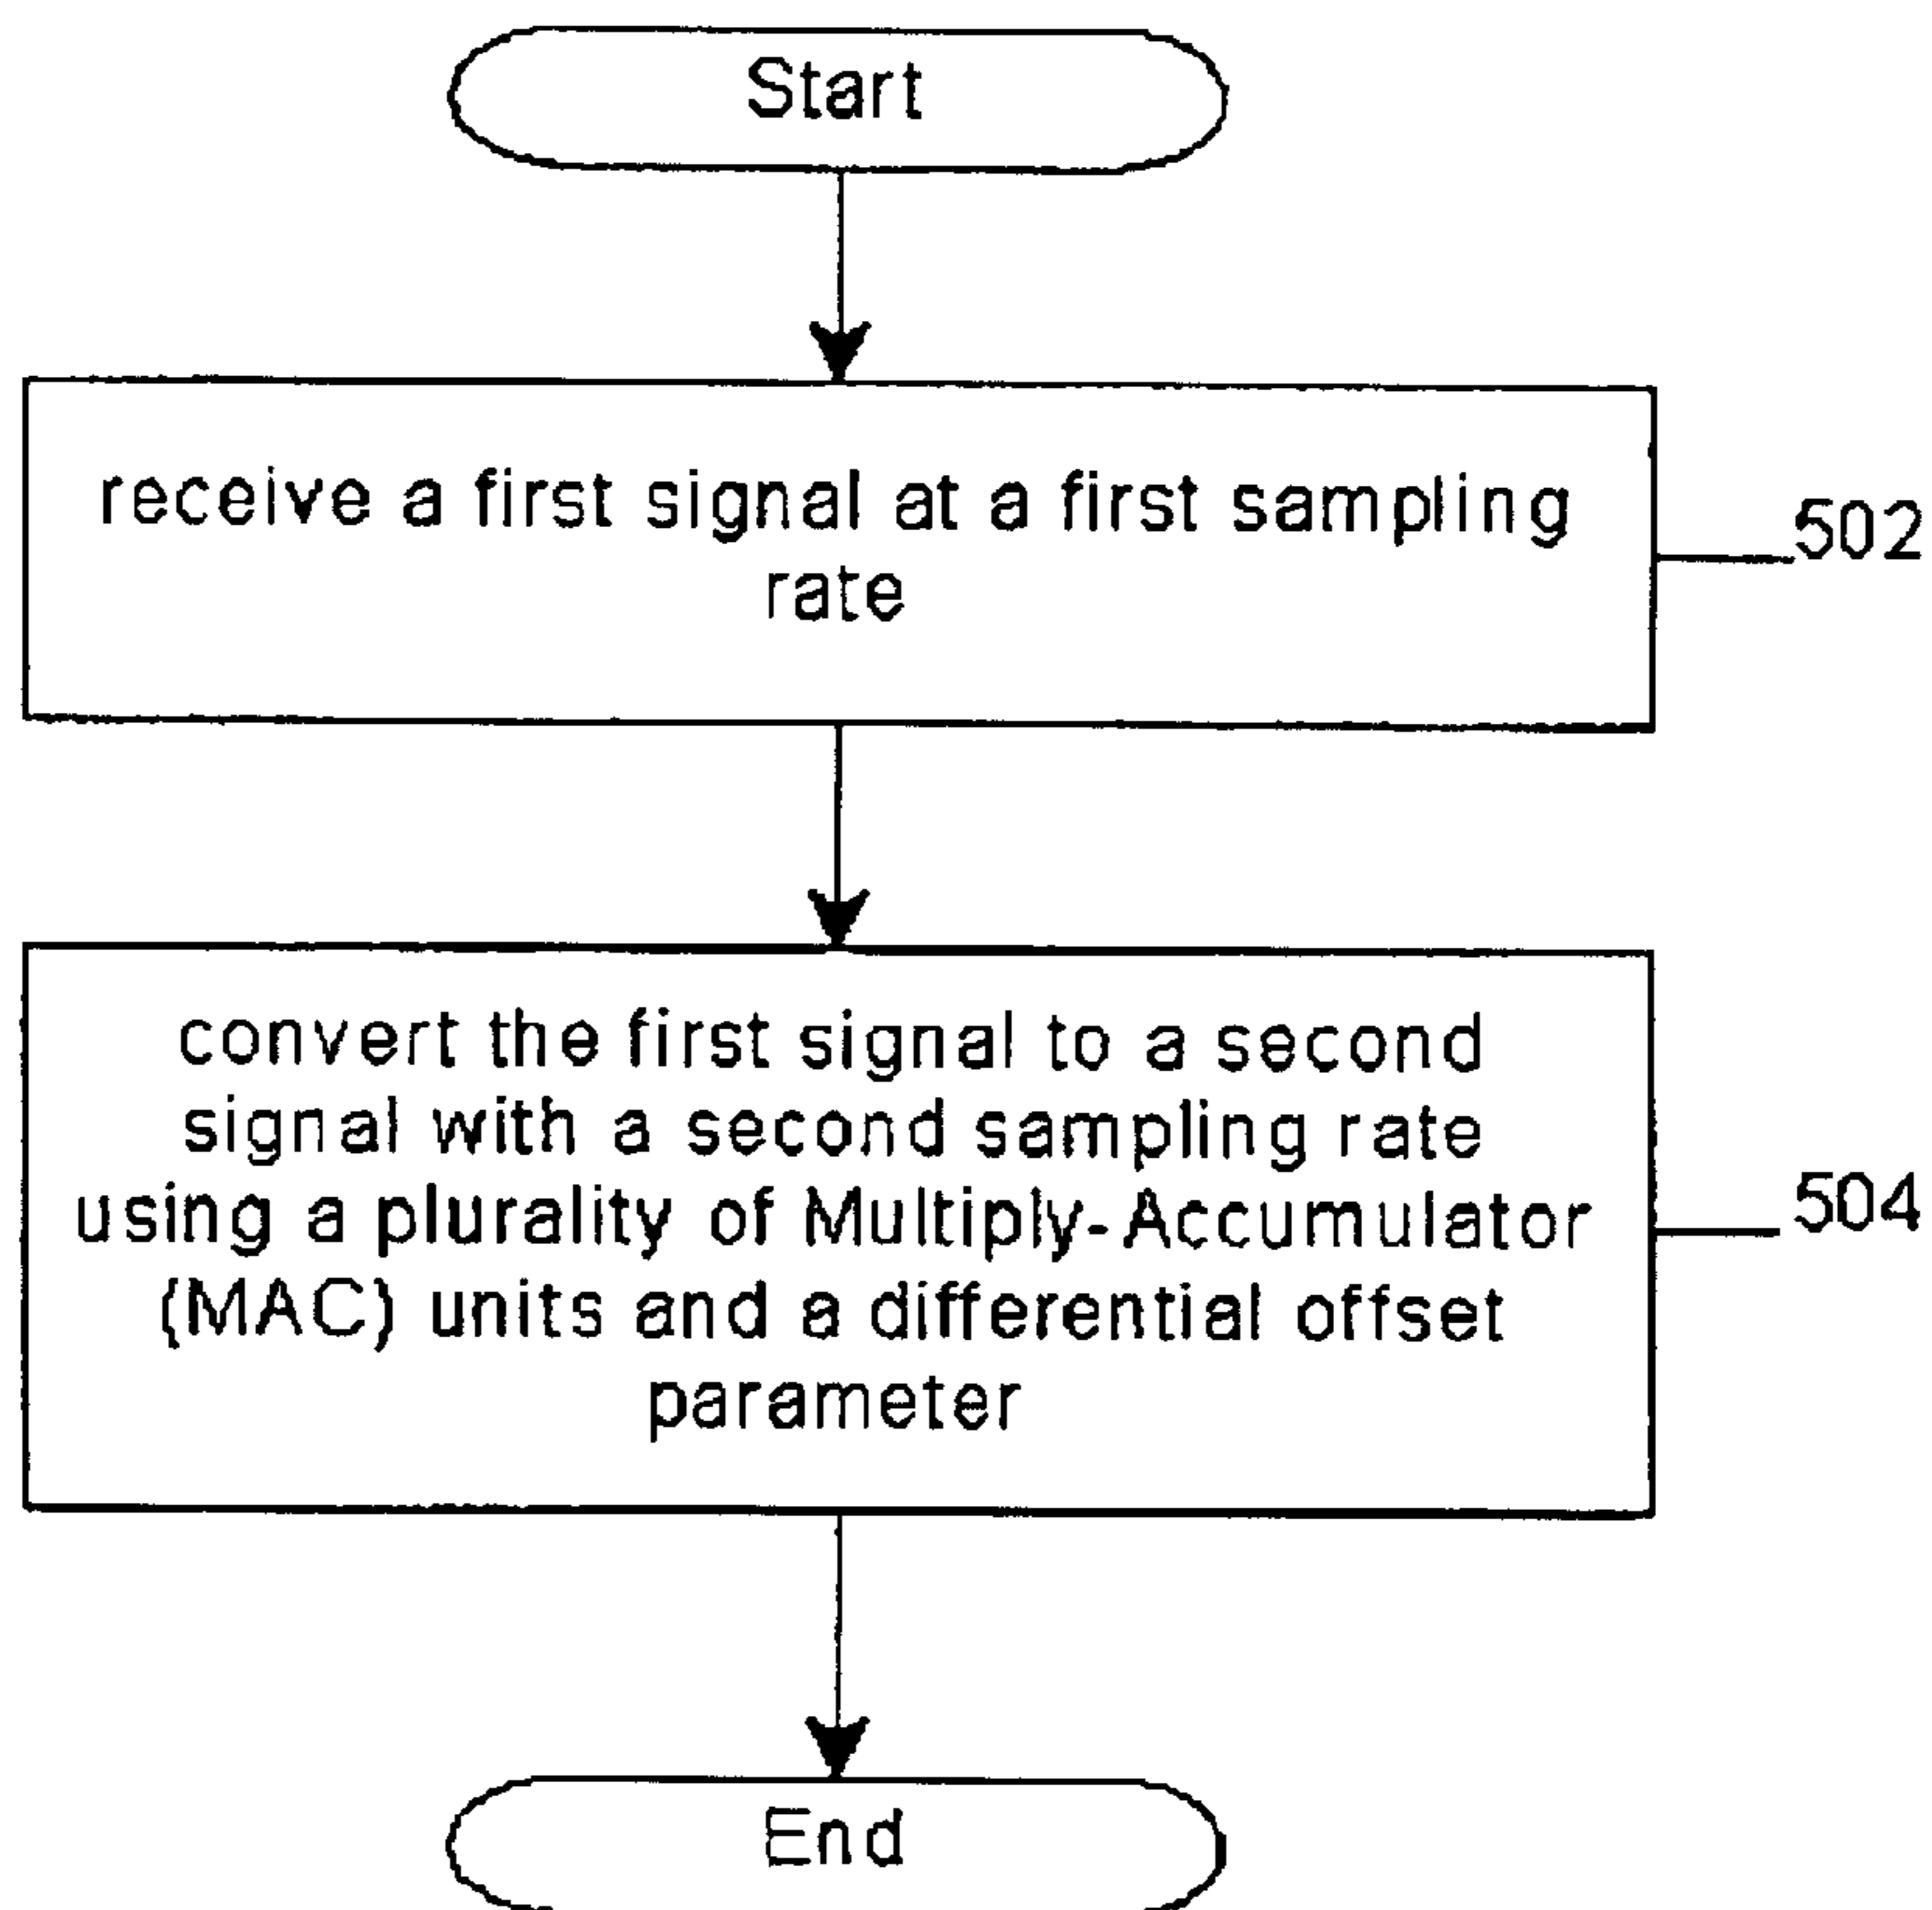 Start
receive a first signal at a first sampling
rate
502
convert the first signal to a second
signal with a second sampling rate
using a plurality of Multiply-Accumulator
(MAC) units and a differential offset
parameter
504
End